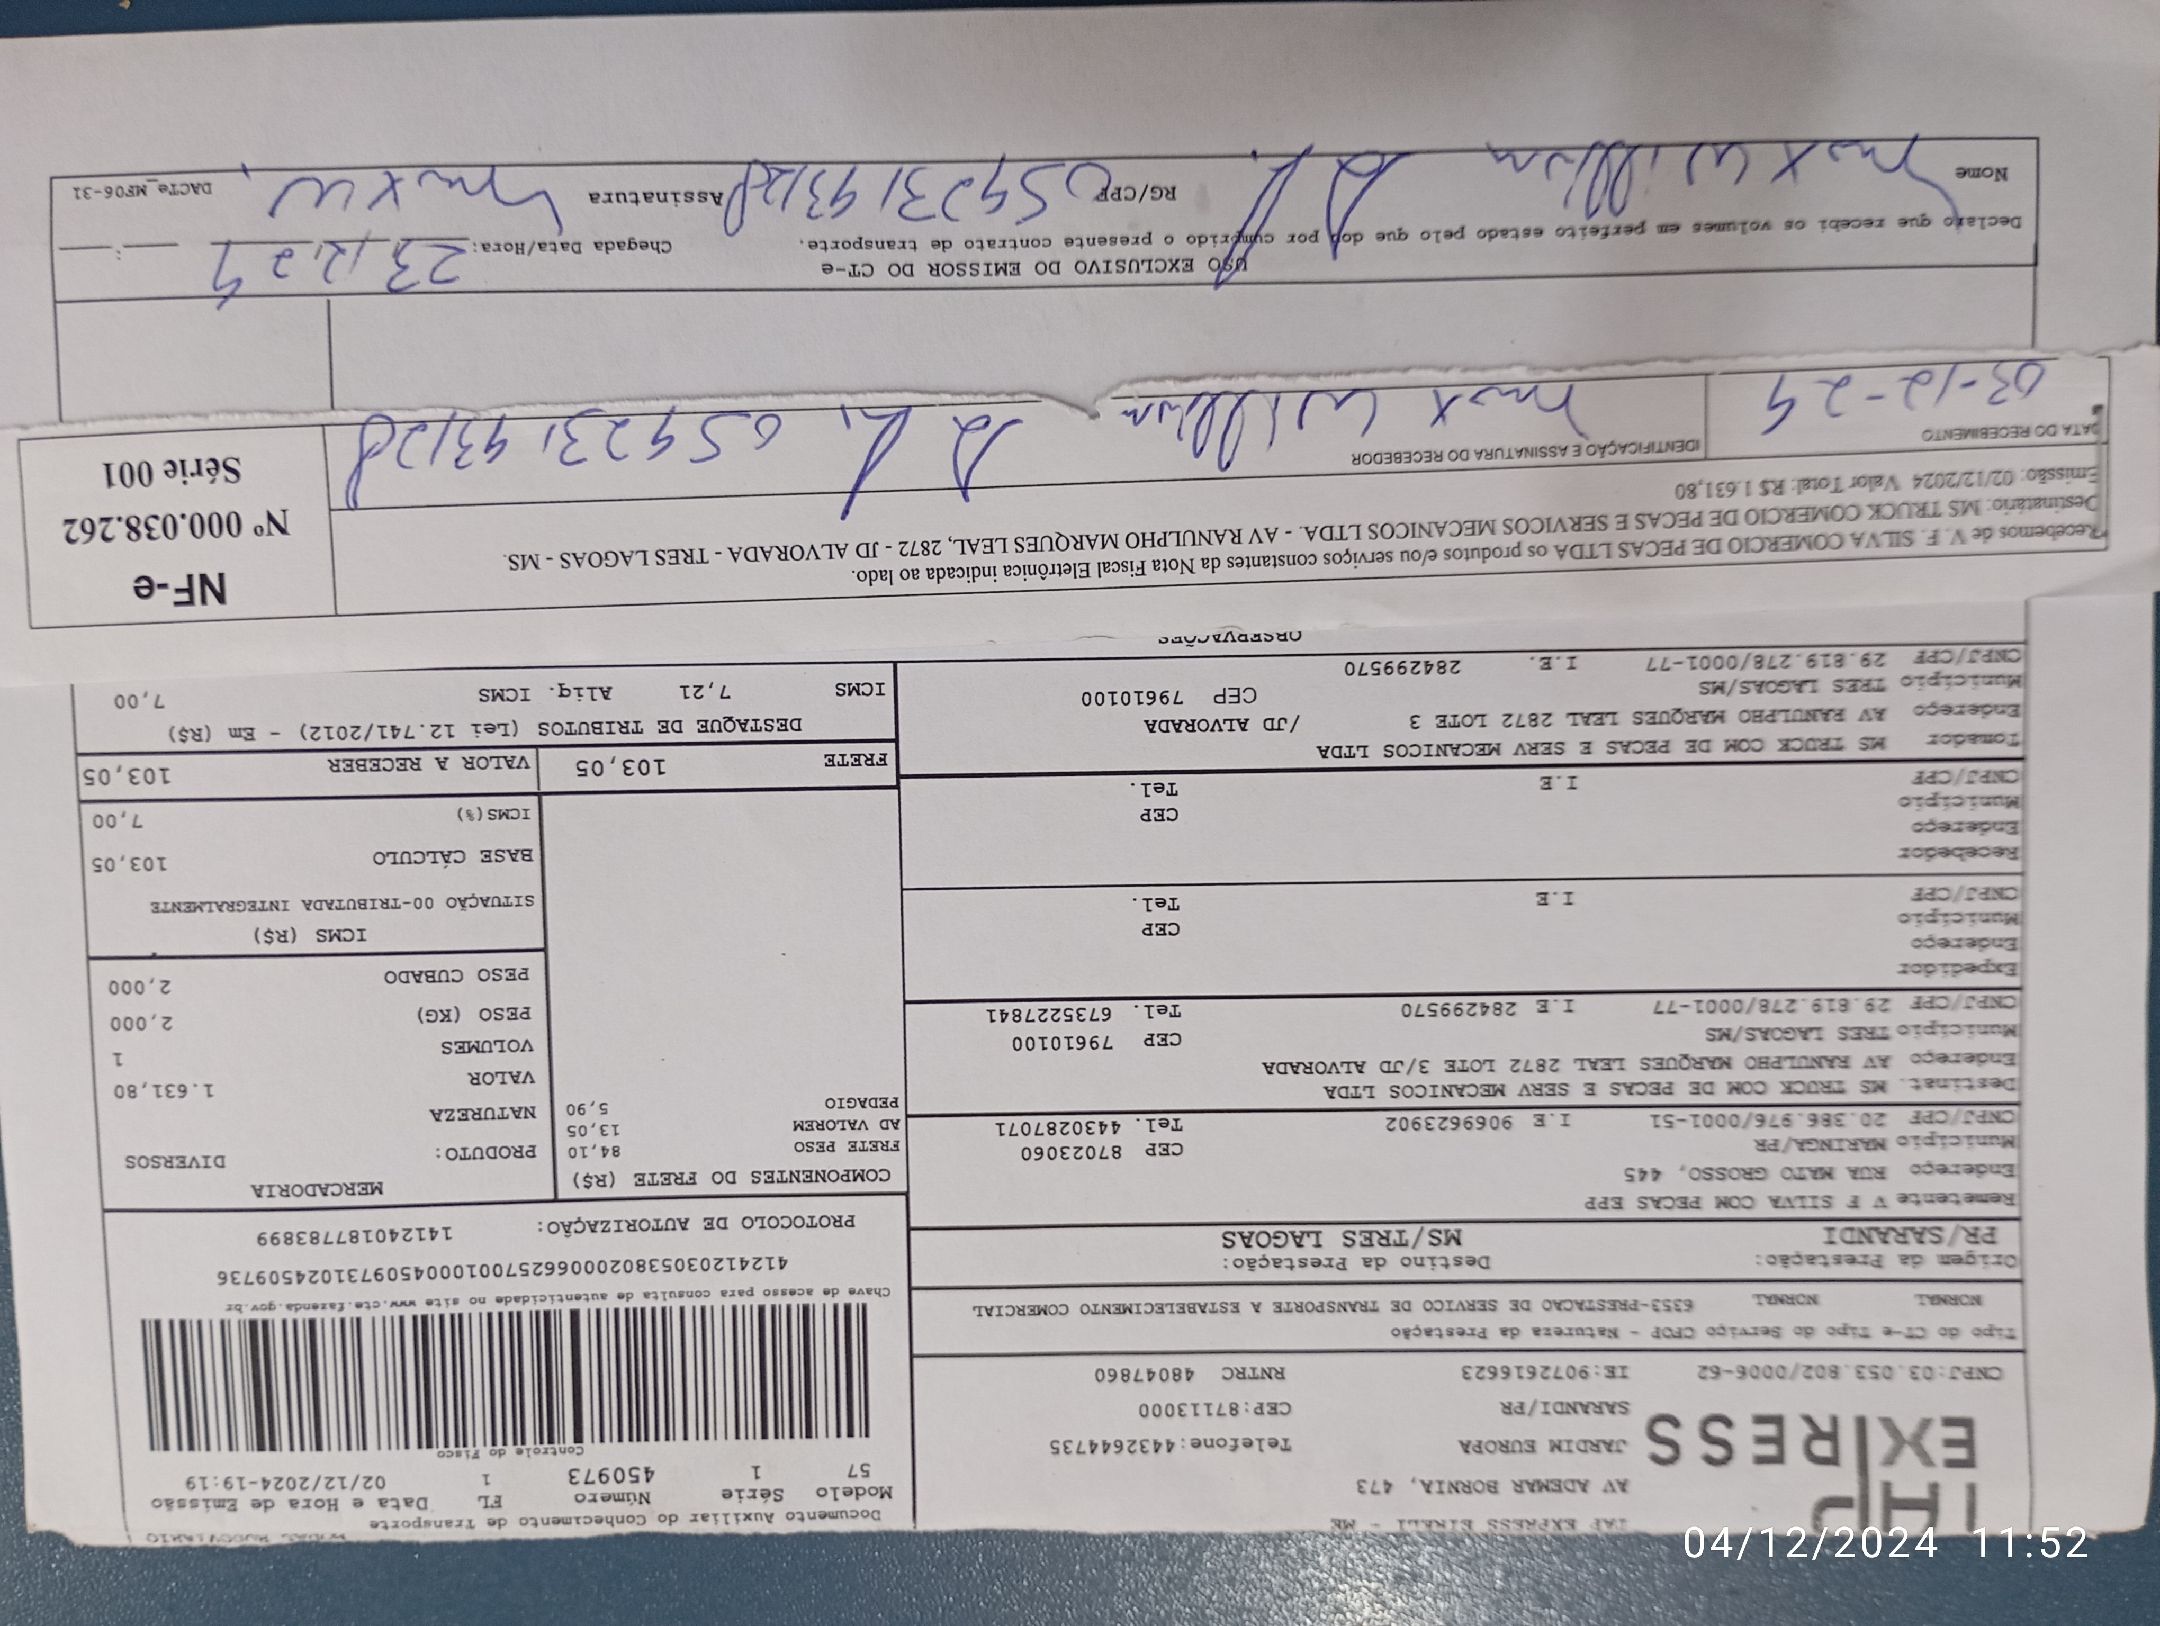 Documento Auxiliar do Conhecimento de Transporte
AV ADEMAR BORNIA, 473
JARDIM EUROPA Telefone:4432644735
SARANDI/PR CEP:87113000
EXPRESS
CNPJ:03.053.802/0006-62 IE:9072616623 RNTRC 48047860
Modelo Série Número FL Data e Hora de Emissão
57 1 450973 1 02/12/2024-19:19
Controle do Fisco
Tipo do CT-e Tipo do Serviço CFOP - Natureza da Prestação
NORMAL NORMAL 6353-PRESTACAO DE SERVICO DE TRANSPORTE A ESTABELECIMENTO COMERCIAL
Chave de acesso para consulta de autenticidade no site www.cte.fazenda.gov.br
41241203053802000662570010004509731024509736
PROTOCOLO DE AUTORIZAÇÃO: 141240187783899
Origem da Prestação: Destino da Prestação:
PR/SARANDI MS/TRES LAGOAS
Remetente V F SILVA COM PECAS EPP
Endereço RUA MATO GROSSO, 445
Município MARINGA/PR CEP 87023060
CNPJ/CPF 20.386.976/0001-51 I.E 9069623902 Tel. 4430287071
Destinat. MS TRUCK COM DE PECAS E SERV MECANICOS LTDA
Endereço AV RANULPHO MARQUES LEAL 2872 LOTE 3/JD ALVORADA
Município TRES LAGOAS/MS CEP 79610100
CNPJ/CPF 29.819.278/0001-77 I.E 284299570 Tel. 6735227841
Expedidor
Endereço
Município CEP
CNPJ/CPF I.E Tel.
Recebedor
Endereço
Município CEP
CNPJ/CPF I.E Tel.
Tomador MS TRUCK COM DE PECAS E SERV MECANICOS LTDA
Endereço AV RANULPHO MARQUES LEAL 2872 LOTE 3 /JD ALVORADA
Município TRES LAGOAS/MS CEP 79610100
CNPJ/CPF 29.819.278/0001-77 I.E. 284299570
OBSERVAÇÕES
COMPONENTES DO FRETE (R$)
FRETE PESO 84,10
AD VALOREM 13,05
PEDAGIO 5,90
MERCADORIA
PRODUTO: DIVERSOS
NATUREZA
VALOR 1.631,80
VOLUMES 1
PESO (KG) 2,000
PESO CUBADO 2,000
ICMS (R$)
SITUAÇÃO 00-TRIBUTADA INTEGRALMENTE
BASE CÁLCULO 103,05
ICMS(%) 7,00
FRETE 103,05 VALOR A RECEBER 103,05
DESTAQUE DE TRIBUTOS (Lei 12.741/2012) - Em (R$)
ICMS 7,21 Aliq. ICMS 7,00
Recebemos de V. F. SILVA COMERCIO DE PECAS LTDA os produtos e/ou serviços constantes da Nota Fiscal Eletrônica indicada ao lado.
Destinatário: MS TRUCK COMERCIO DE PECAS E SERVICOS MECANICOS LTDA. - AV RANULPHO MARQUES LEAL, 2872 - JD ALVORADA - TRES LAGOAS - MS.
Emissão: 02/12/2024 Valor Total: R$ 1.631,80
DATA DO RECEBIMENTO IDENTIFICAÇÃO E ASSINATURA DO RECEBEDOR
03-12-24 max William
NF-e
Nº 000.038.262
Série 001
USO EXCLUSIVO DO EMISSOR DO CT-e
Declaro que recebi os volumes em perfeito estado pelo que dou por cumprido o presente contrato de transporte. Chegada Data/Hora: 12 24
Nome max William RG/CPF Assinatura max W. DACTe_MF06-31
04/12/2024 11:52